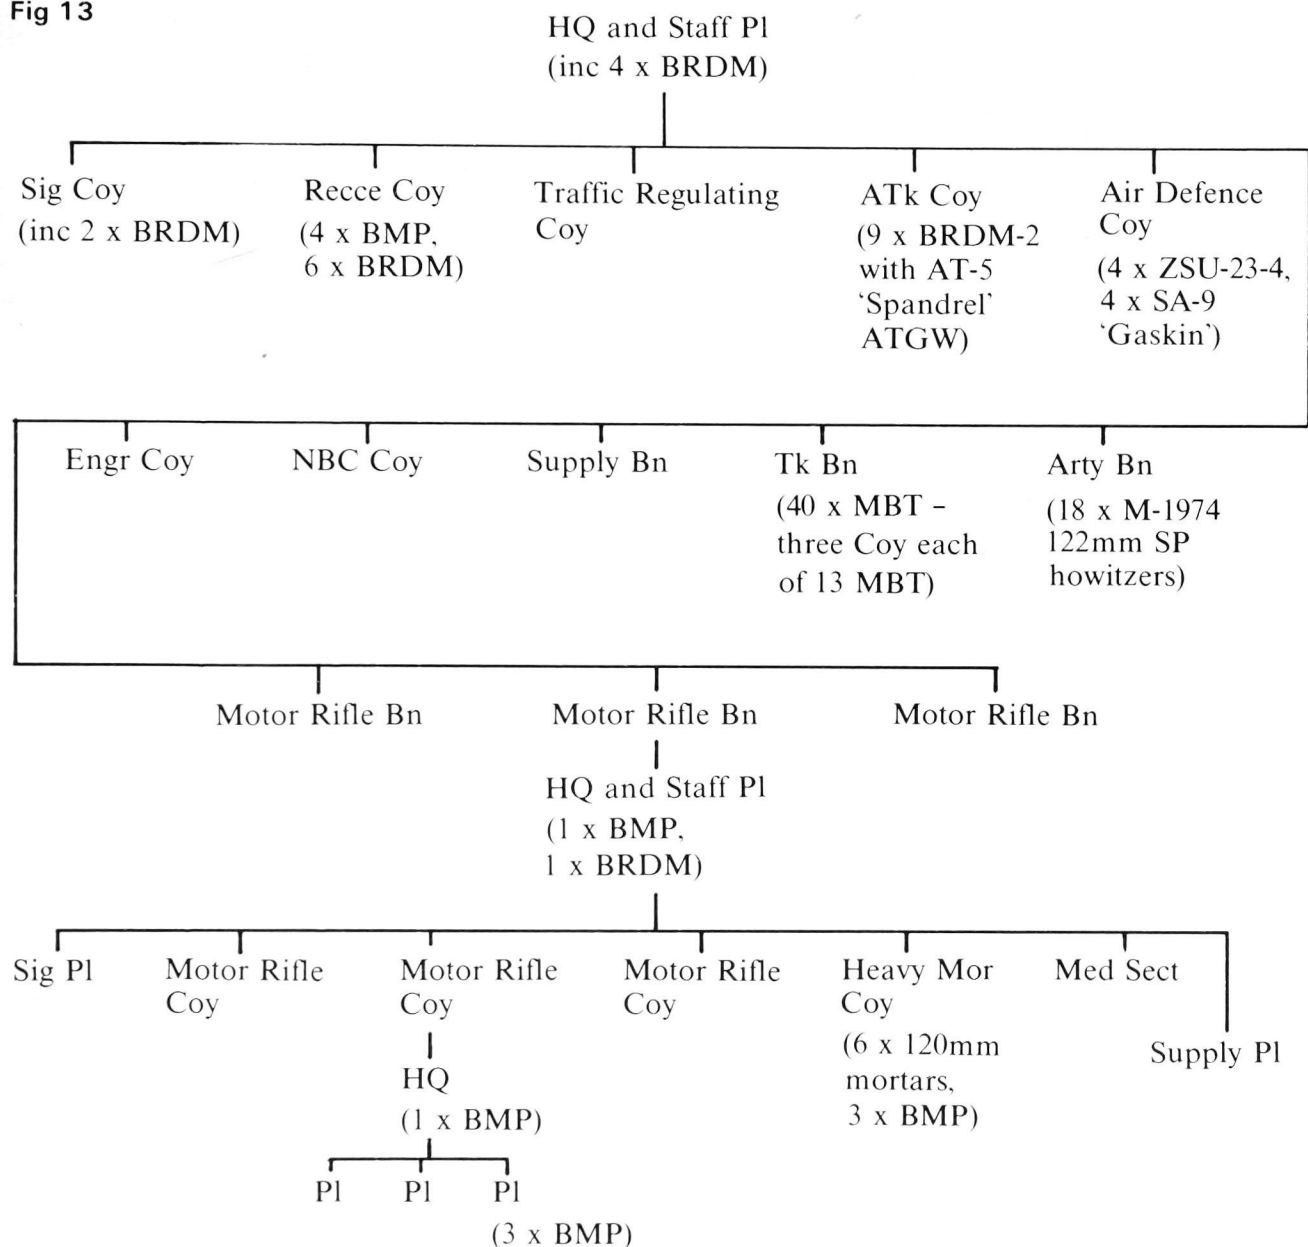 Fig 13
HQ and Staff Pl
(inc 4 x BRDM)
Sig Coy
(inc 2 x BRDM)
Recce Coy
(4 x BMP,
6 x BRDM)
Traffic Regulating
Coy
ATk Coy
(9 x BRDM-2
with AT-5
‘Spandrel’
ATGW)
Air Defence
Coy
(4 x ZSU-23-4,
4 x SA-9
‘Gaskin’)
Engr Coy
NBC Coy
Supply Bn
Tk Bn
(40 x MBT –
three Coy each
of 13 MBT)
Arty Bn
(18 x M-1974
122mm SP
howitzers)
Motor Rifle Bn
Motor Rifle Bn
Motor Rifle Bn
HQ and Staff Pl
(1 x BMP,
1 x BRDM)
Sig Pl
Motor Rifle
Coy
Motor Rifle
Coy
Motor Rifle
Coy
Heavy Mor
Coy
(6 x 120mm
mortars,
3 x BMP)
Med Sect
Supply Pl
HQ
(1 x BMP)
Pl
Pl
Pl
(3 x BMP)